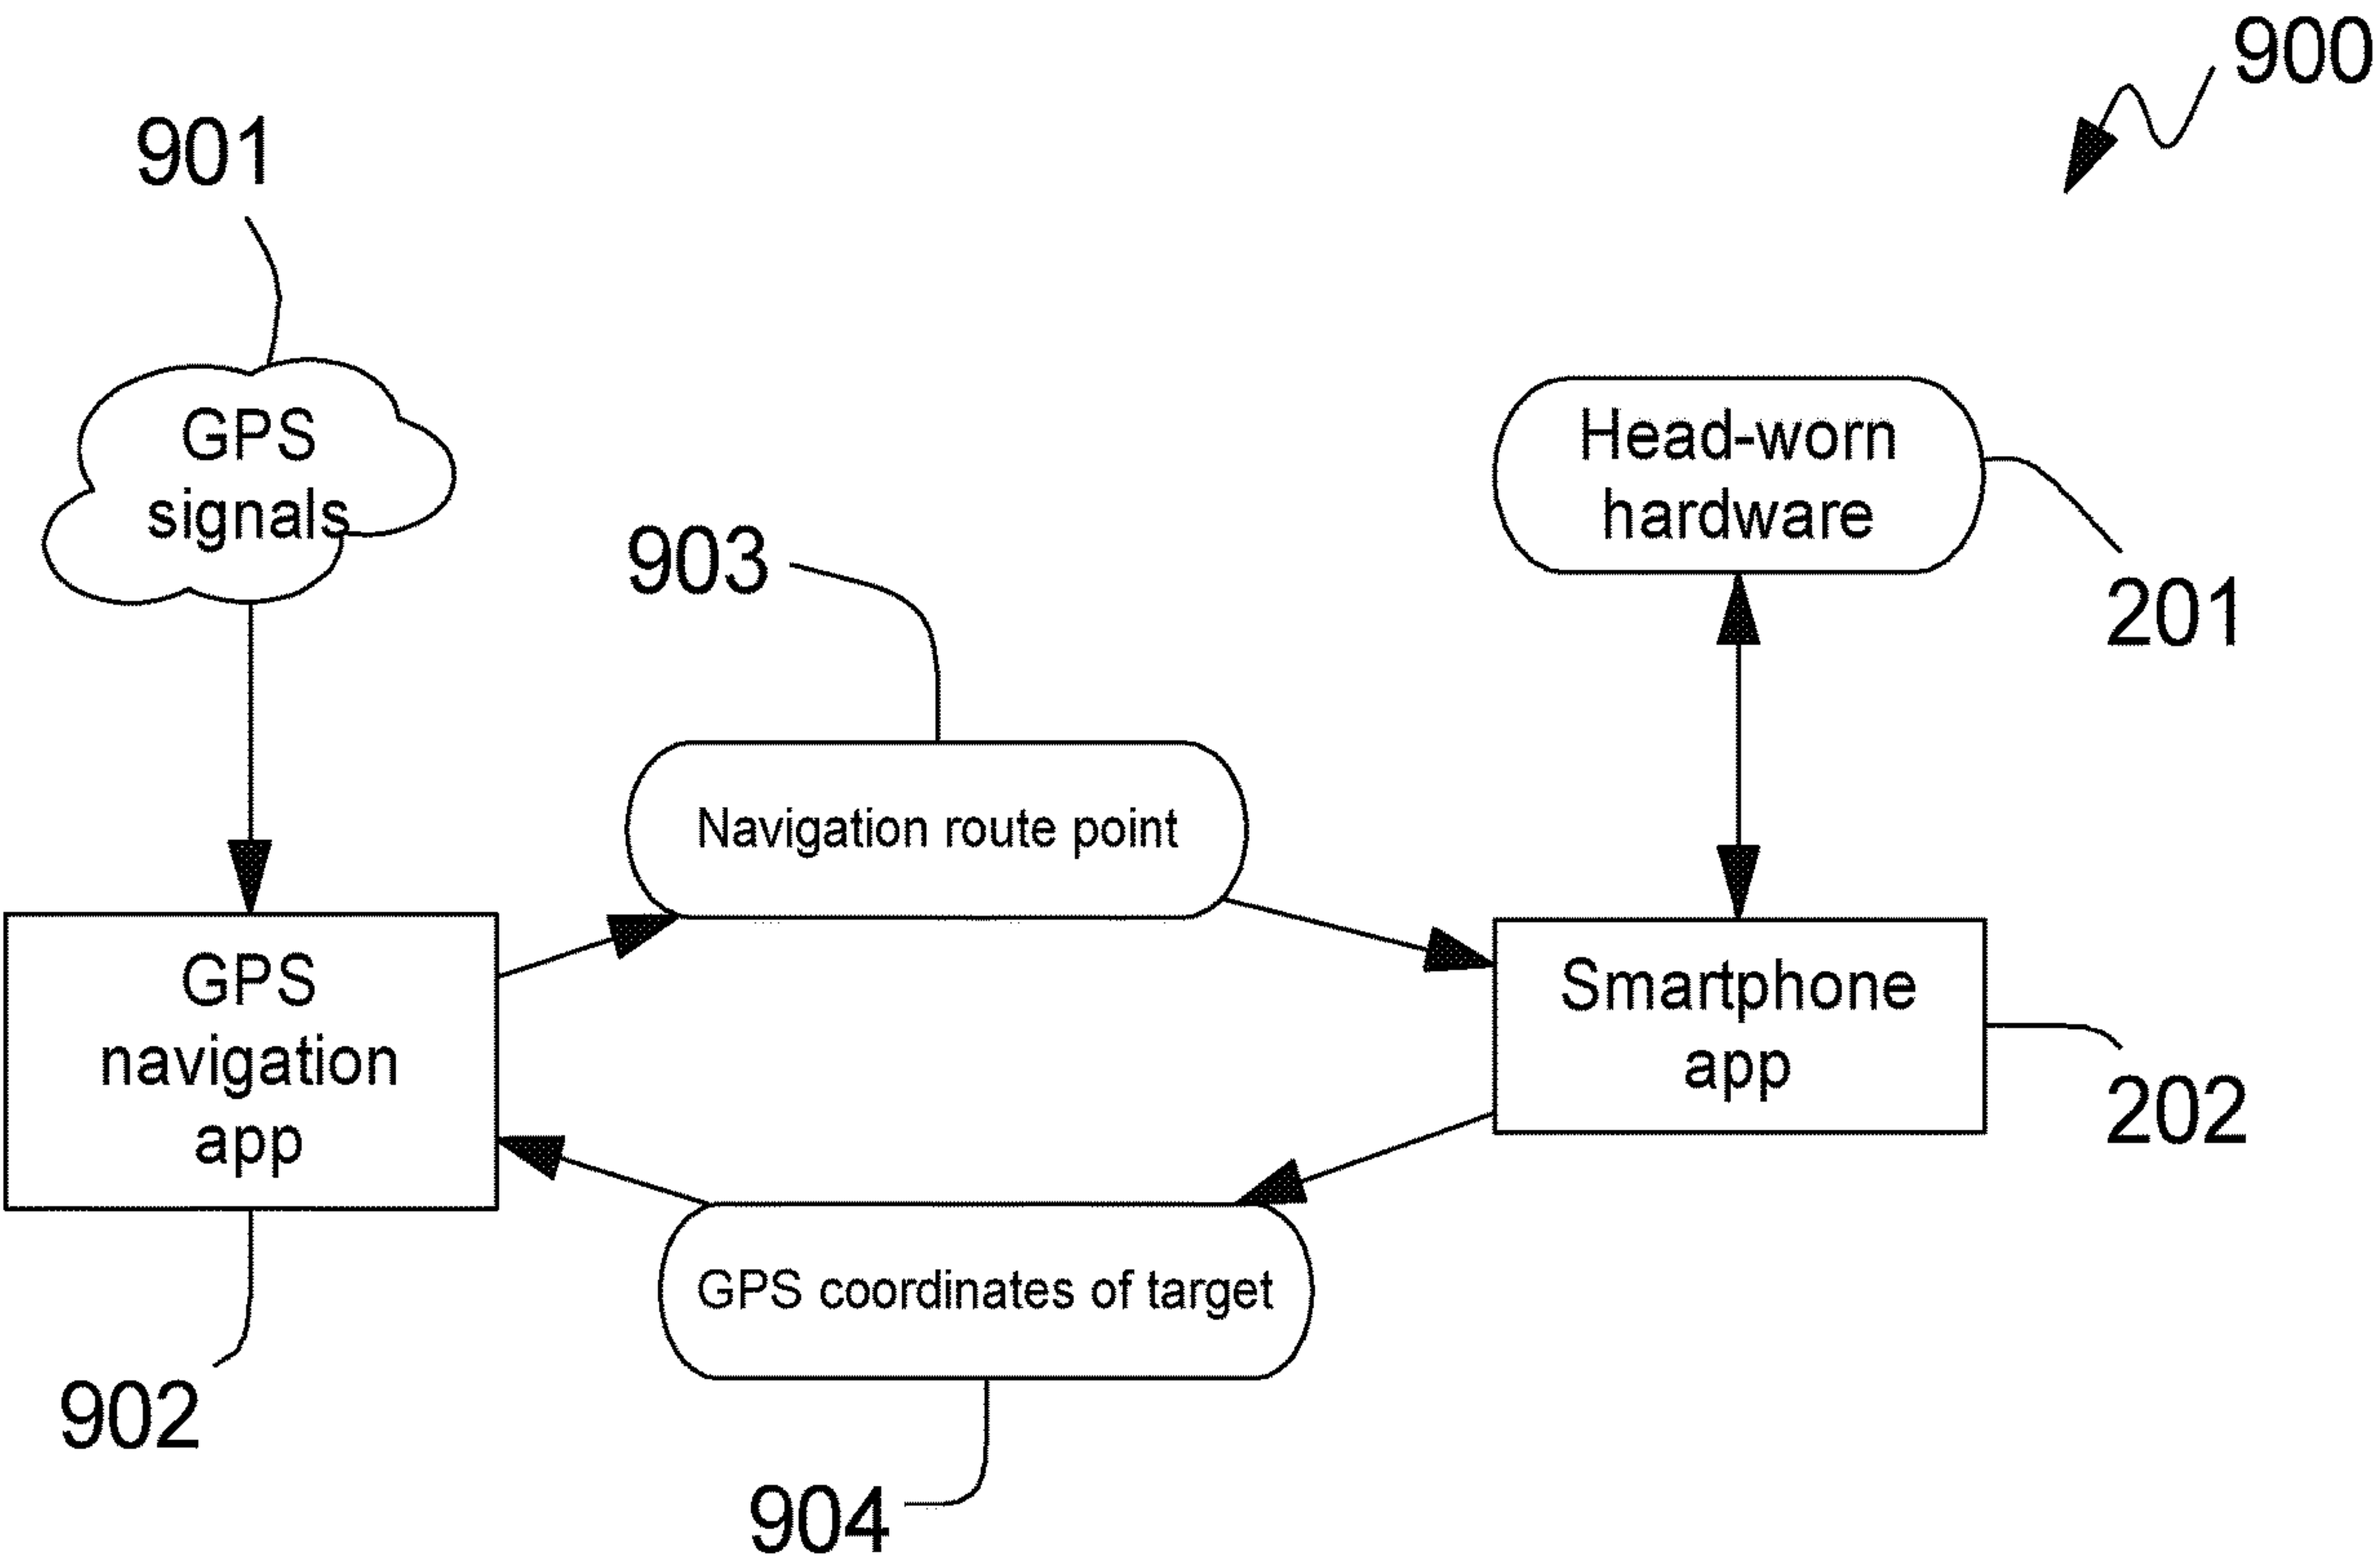 900
901
GPS
signals
Head-worn
hardware
201
903
Navigation route point
GPS
navigation
app
Smartphone
app
202
GPS coordinates of target
902
904